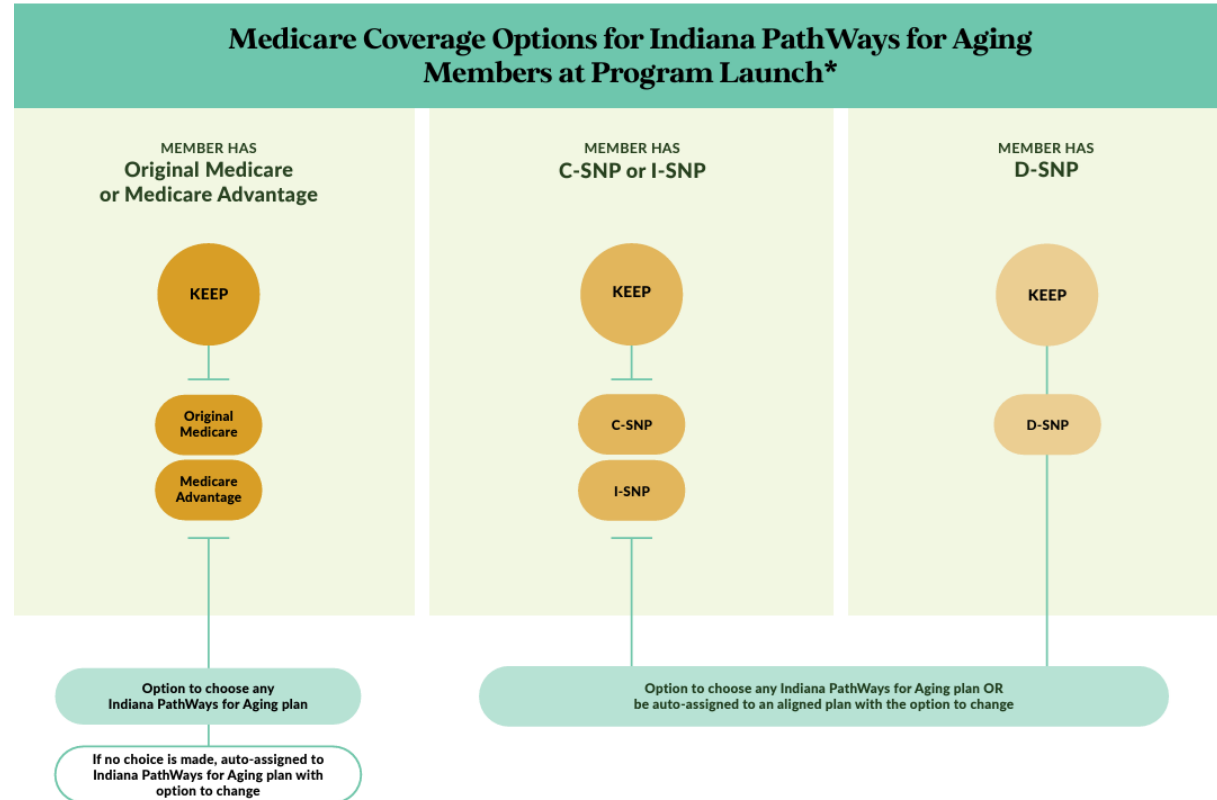 Medicare Coverage Options for Indiana PathWays for Aging
Members at Program Launch*
MEMBER HAS
Original Medicare
or Medicare Advantage
KEEP
Original
Medicare
Medicare
Advantage
Option to choose any
Indiana PathWays for Aging plan
If no choice is made, auto-assigned to
Indiana PathWays for Aging plan with
option to change
MEMBER HAS
C-SNP or I-SNP
KEEP
C-SNP
I-SNP
MEMBER HAS
D-SNP
KEEP
D-SNP
Option to choose any Indiana PathWays for Aging plan OR
be auto-assigned to an aligned plan with the option to change